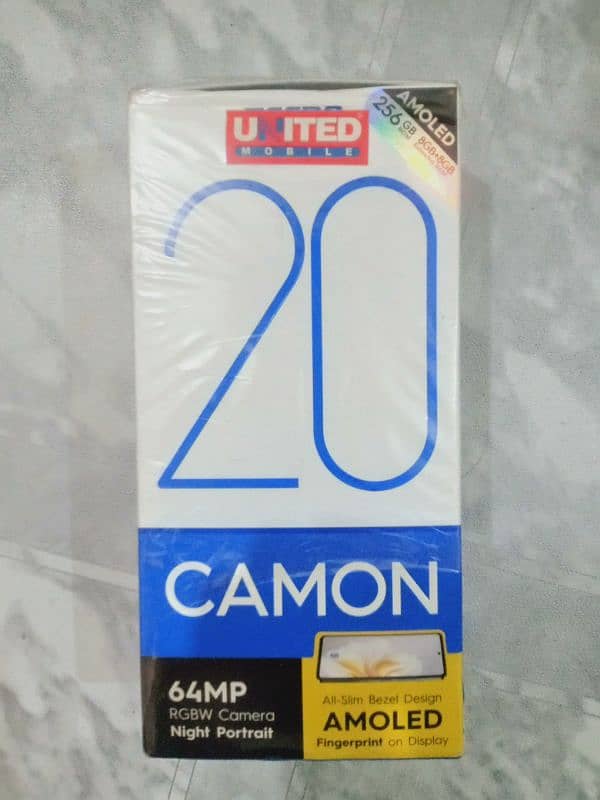 UNITED
MOBILE
AMOLED
256 GB
ROM
8GB+8GB
20
CAMON
64MP
RGBW Camera
Night Portrait
All-Slim Bezel Design
AMOLED
Fingerprint on Display